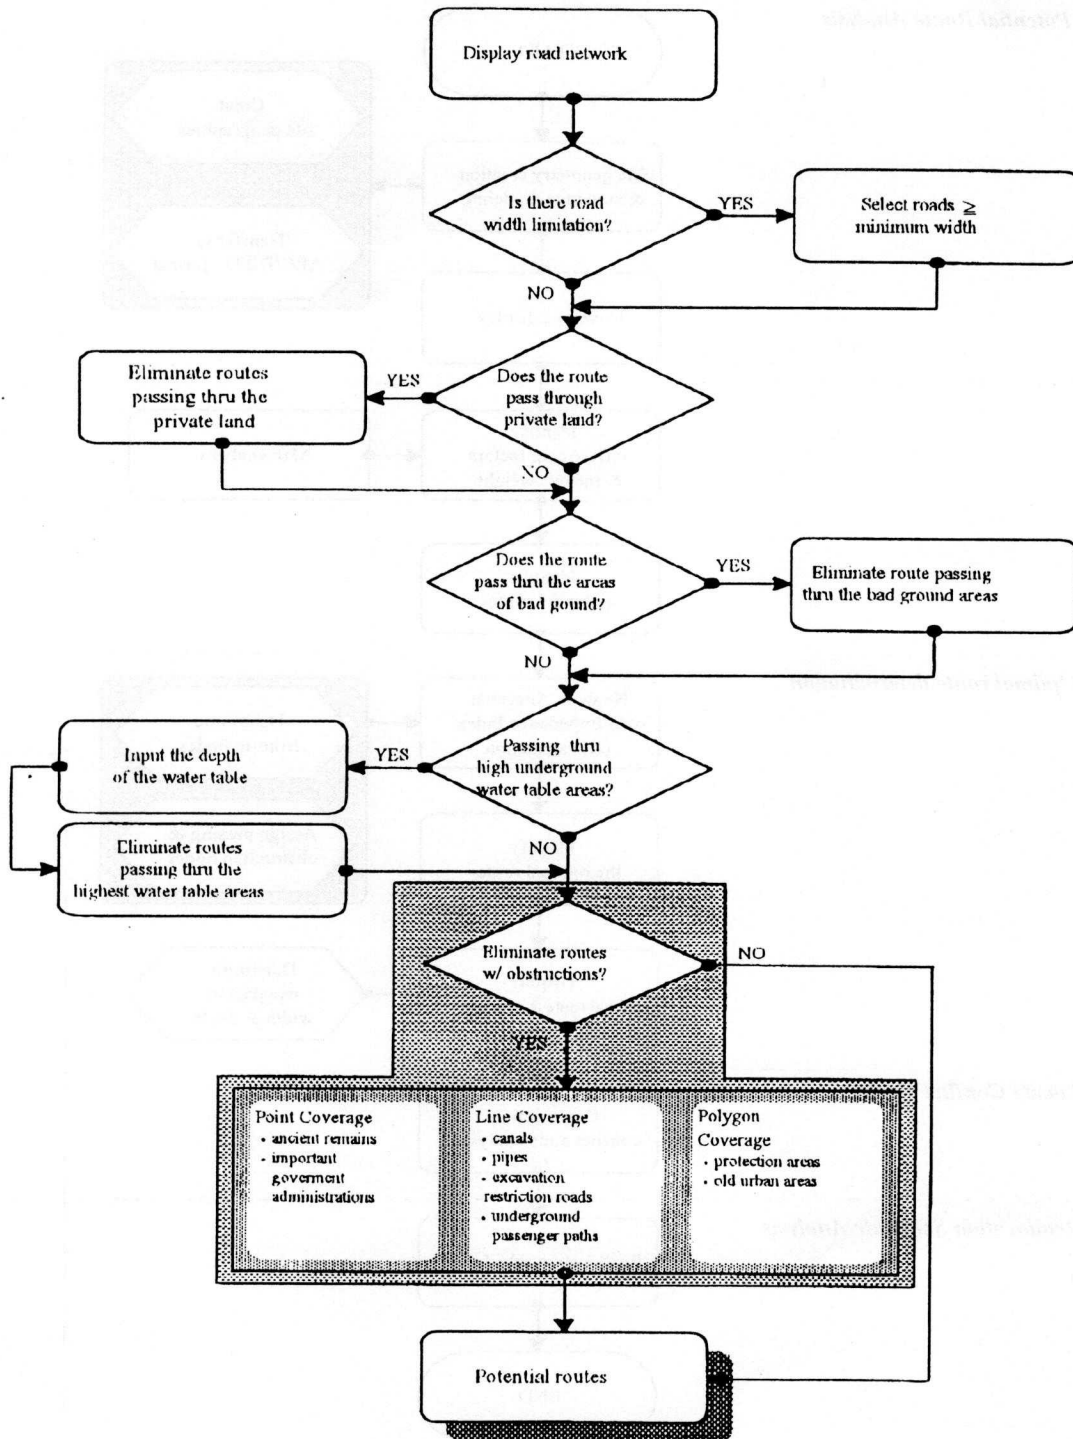 Display road network
Is there road
width limitation?
YES
Select roads ≧
minimum width
NO
Does the route
pass through
private land?
YES
Eliminate routes
passing thru the
private land
NO
Does the route
pass thru the areas
of bad gound?
YES
Eliminate route passing
thru the bad ground areas
NO
Passing thru
high underground
water table areas?
YES
Input the depth
of the water table
Eliminate routes
passing thru the
highest water table areas
NO
Eliminate routes
w/ obstructions?
NO
YES
Point Coverage
• ancient remains
- important
goverment
administrations
Line Coverage
• canals
• pipes
• excavation
restriction roads
• underground
passenger paths
Polygon
Coverage
• protection areas
• old urban areas
Potential routes